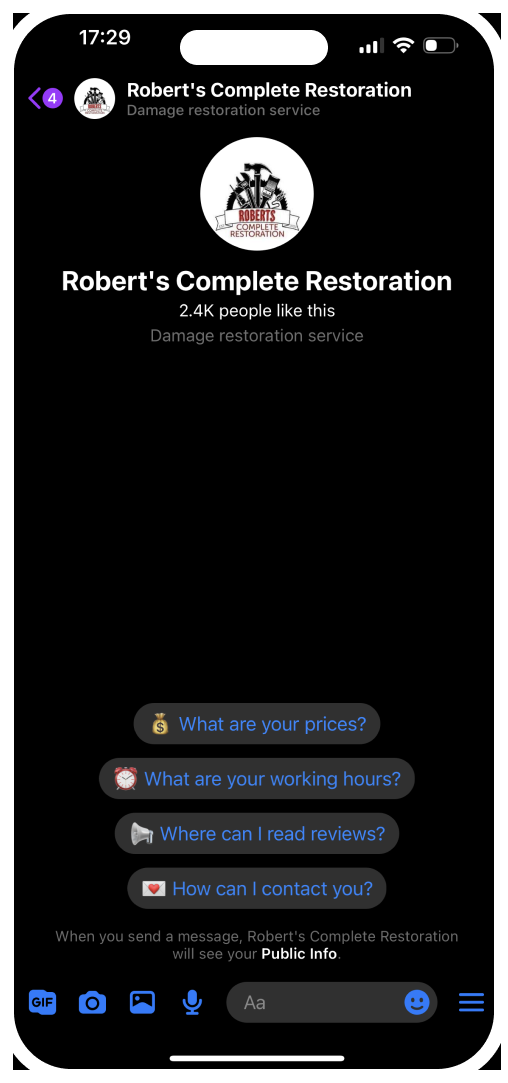 17:29
4
Robert's Complete Restoration
Damage restoration service
ROBERTS
COMPLETE
RESTORATION
Robert's Complete Restoration
2.4K people like this
Damage restoration service
What are your prices?
What are your working hours?
Where can I read reviews?
How can I contact you?
When you send a message, Robert's Complete Restoration
will see your Public Info.
GIF
Aa